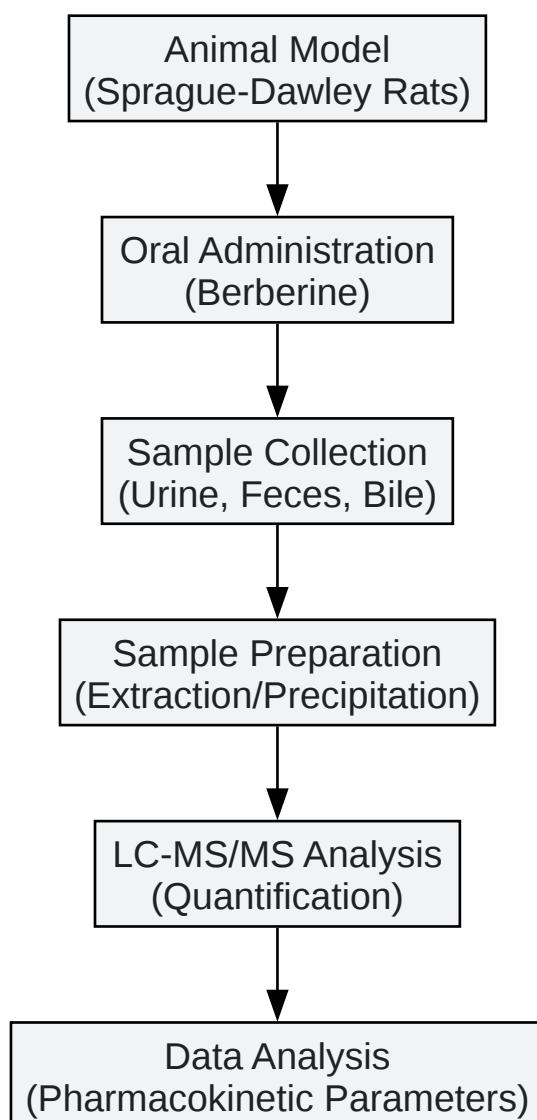 Animal Model
(Sprague-Dawley Rats)
Oral Administration
(Berberine)
Sample Collection
(Urine, Feces, Bile)
Sample Preparation
(Extraction/Precipitation)
LC-MS/MS Analysis
(Quantification)
Data Analysis
(Pharmacokinetic Parameters)